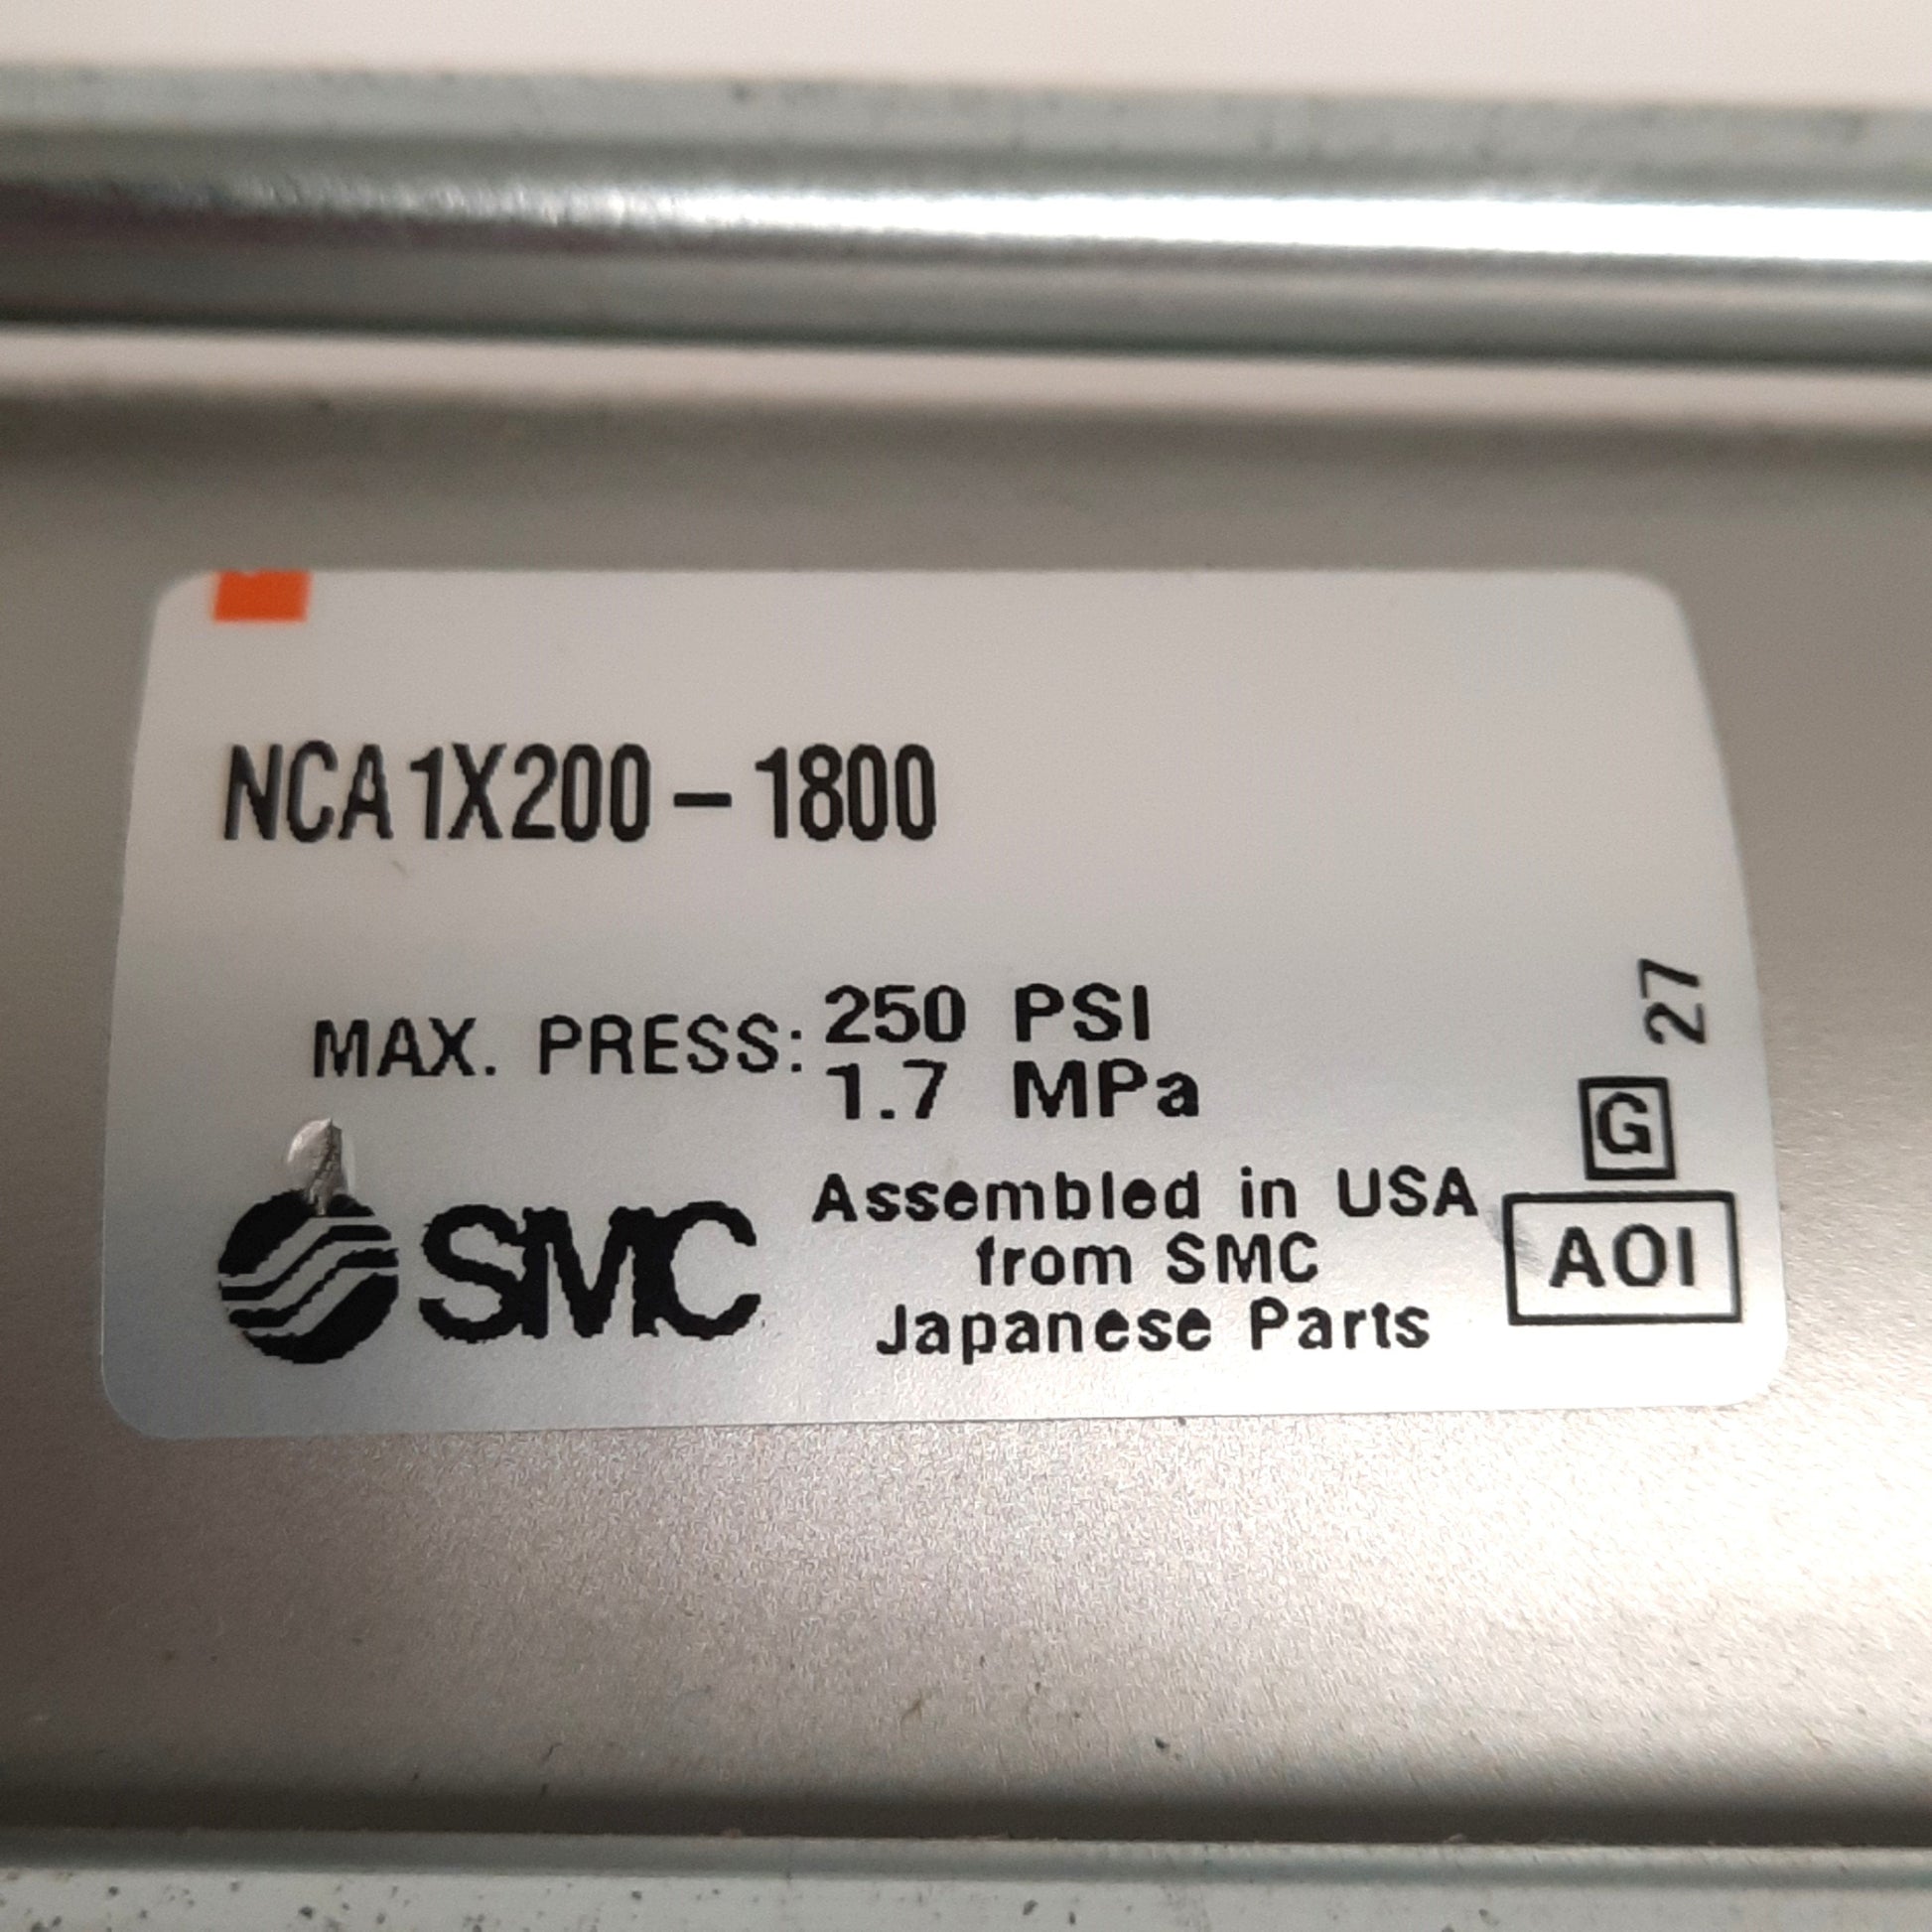 NCA1X200-1800
MAX. PRESS: 250 PSI
1.7 MPa
SMC
Assembled in USA
from SMC
Japanese Parts
27
G
AOI